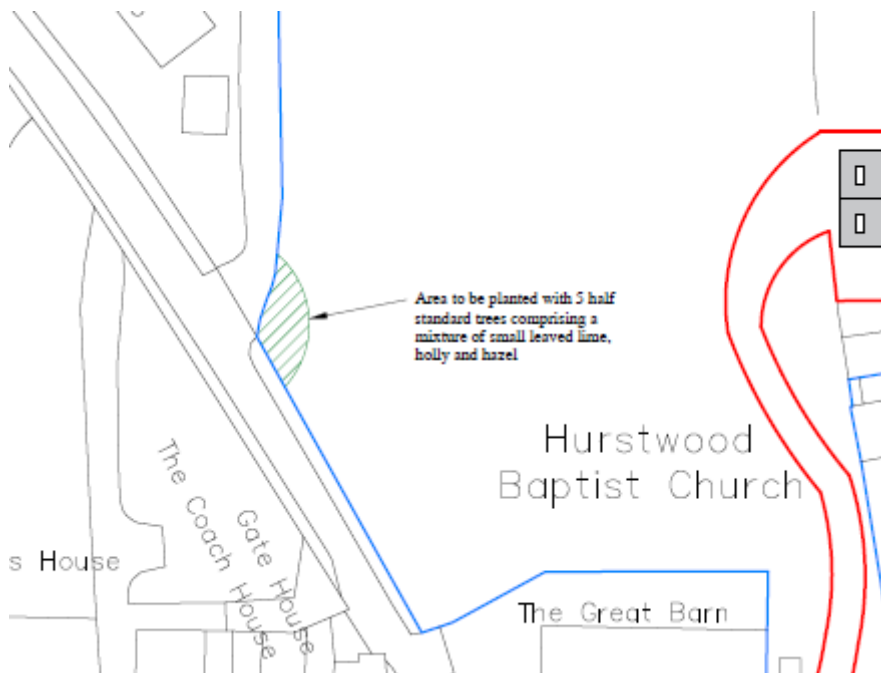 Area to be planted with 5 half
standard trees comprising a
mixture of small leaved lime,
holly and hazel
Hurstwood
Baptist Church
The Coach House
Gate House
s House
The Great Barn